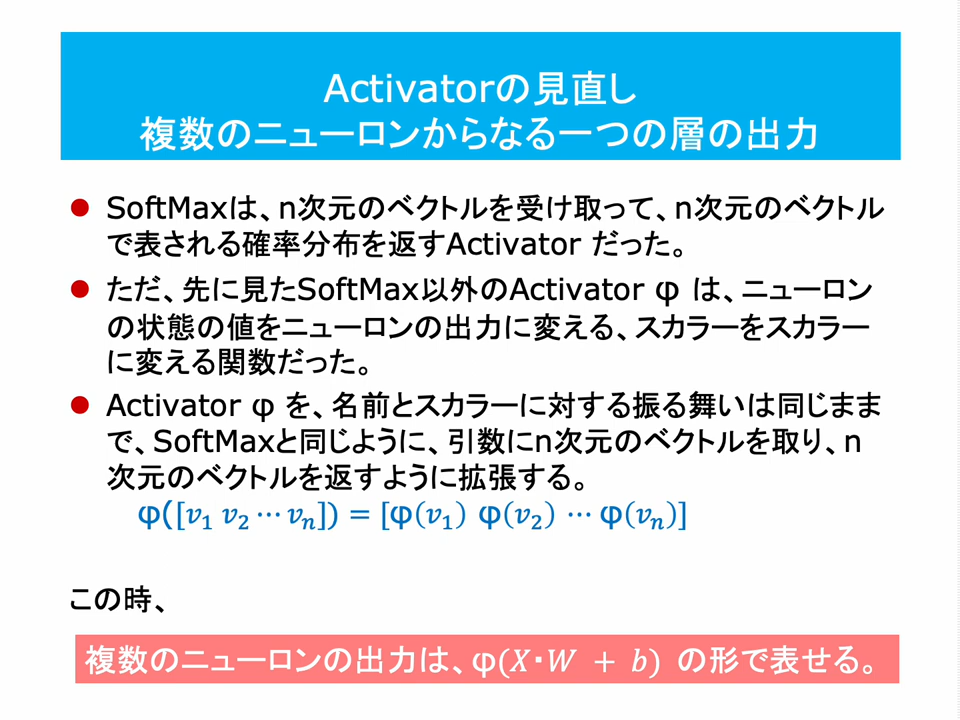 Activatorの見直し
複数のニューロンからなる一つの層の出力
● SoftMaxは、n次元のベクトルを受け取って、n次元のベクトル
で表される確率分布を返すActivator だった。
● ただ、先に見たSoftMax以外のActivator φ は、ニューロン
の状態の値をニューロンの出力に変える、スカラーをスカラー
に変える関数だった。
● Activator φ を、名前とスカラーに対する振る舞いは同じまま
で、SoftMaxと同じように、引数にn次元のベクトルを取り、n
次元のベクトルを返すように拡張する。
φ([v₁ v₂ ⋯ vₙ]) = [φ(v₁) φ(v₂) ⋯ φ(vₙ)]
この時、
複数のニューロンの出力は、φ(X・W + b) の形で表せる。